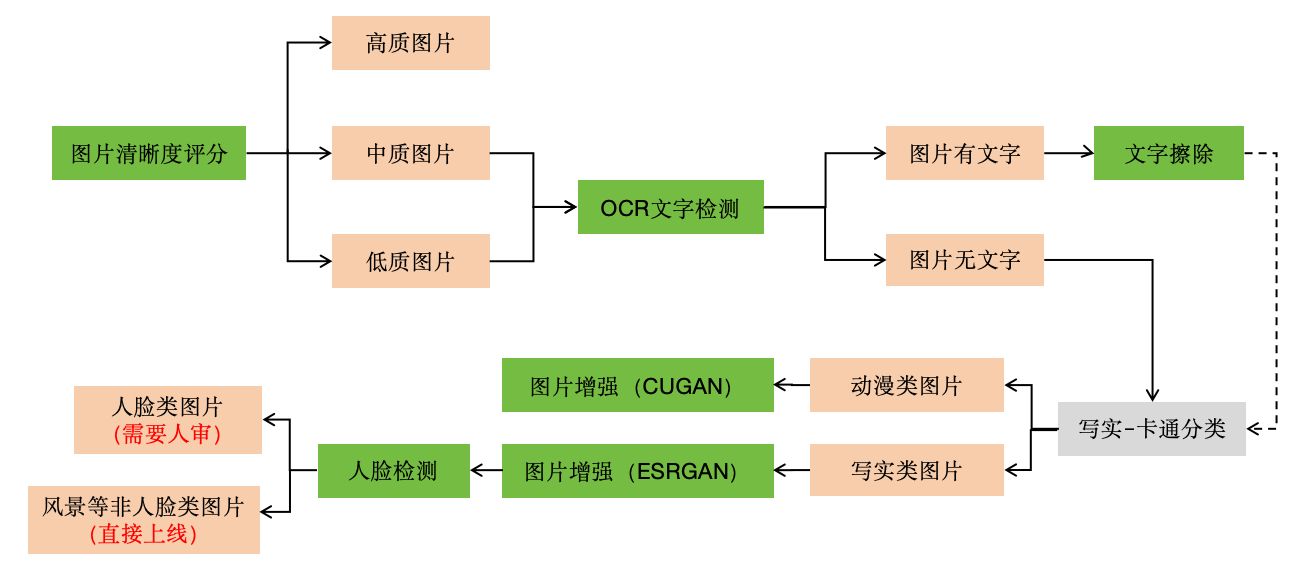 高质图片
图片清晰度评分
中质图片
低质图片
OCR文字检测
图片有文字
文字擦除
图片无文字
写实-卡通分类
动漫类图片
图片增强（CUGAN）
写实类图片
图片增强（ESRGAN）
人脸检测
人脸类图片
（需要人审）
风景等非人脸类图片
（直接上线）